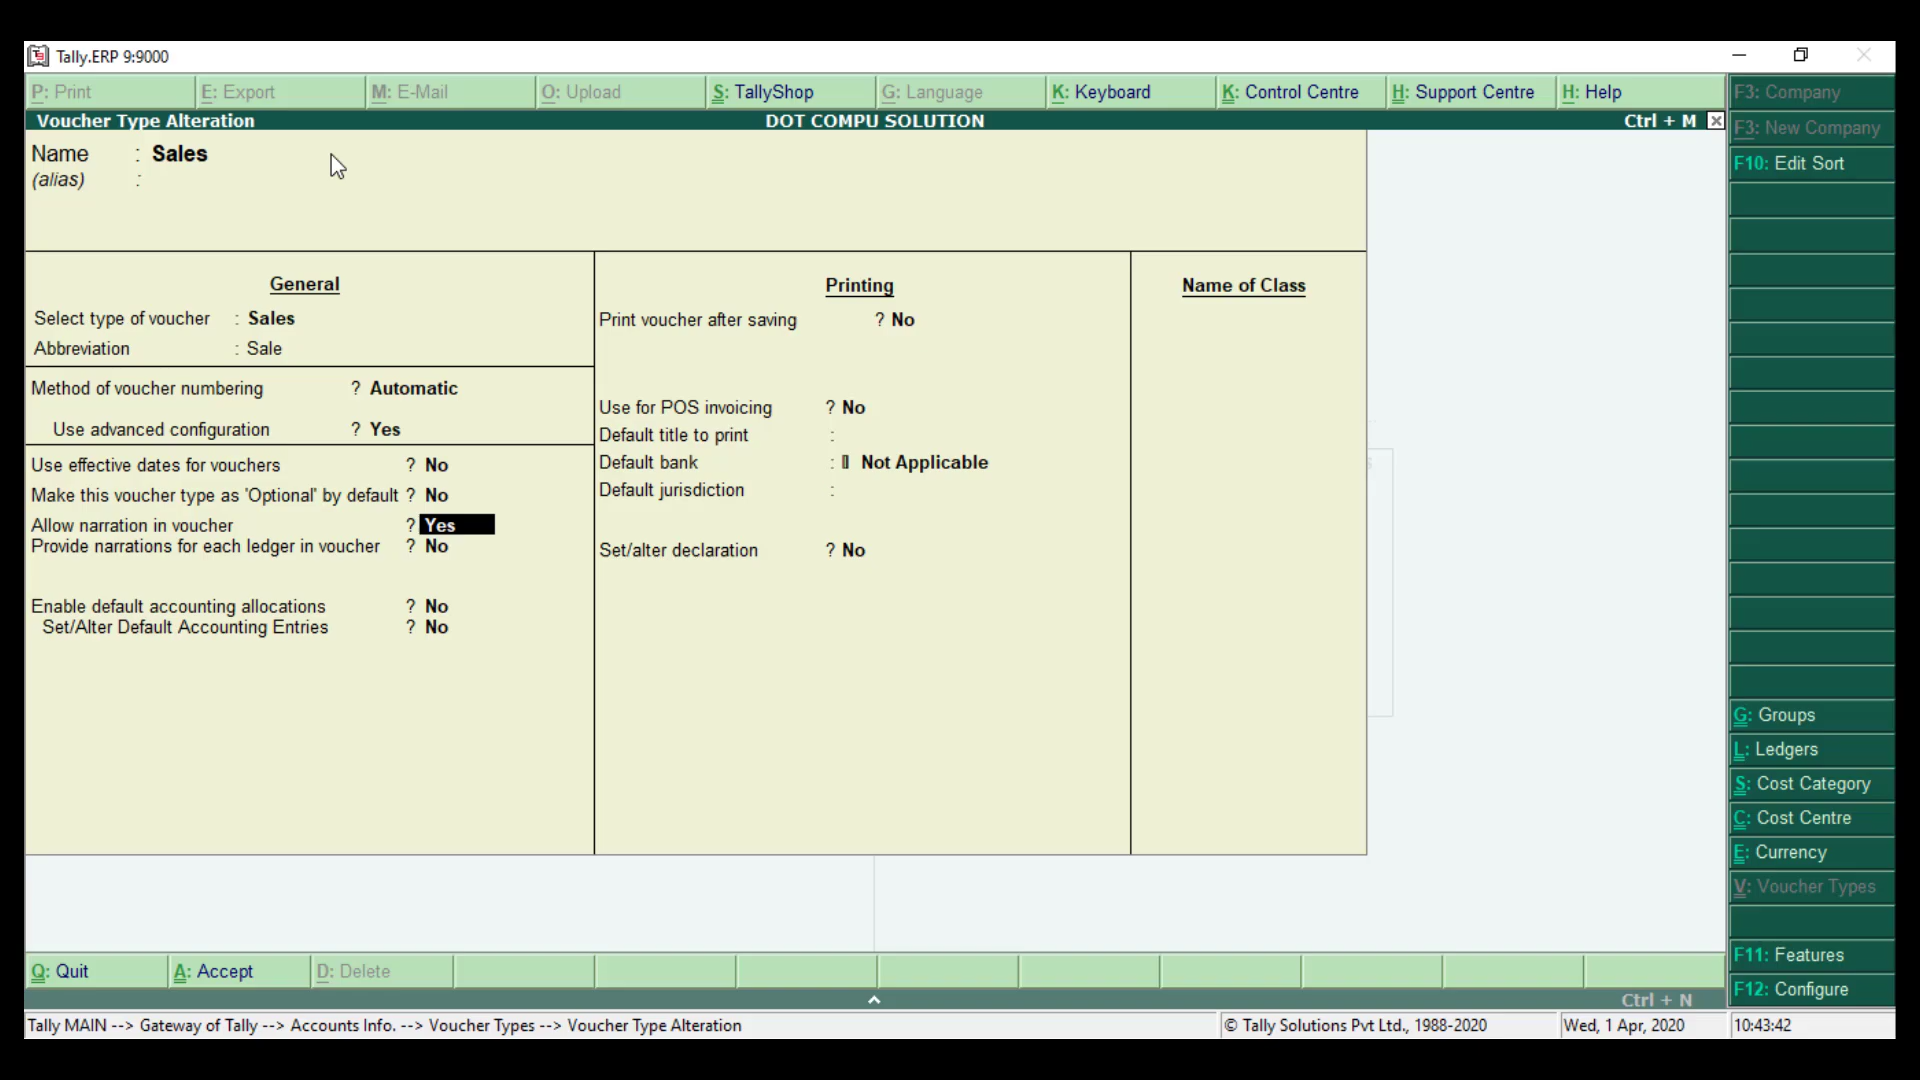 Tally.ERP 9:9000
P: Print E: Export M: E-Mail O: Upload S: TallyShop G: Language K: Keyboard K: Control Centre H: Support Centre H: Help
Voucher Type Alteration DOT COMPU SOLUTION Ctrl + M
Name : Sales
(alias) :
General
Select type of voucher : Sales
Abbreviation : Sale
Method of voucher numbering ? Automatic
Use advanced configuration ? Yes
Use effective dates for vouchers ? No
Make this voucher type as 'Optional' by default ? No
Allow narration in voucher ? Yes
Provide narrations for each ledger in voucher ? No
Enable default accounting allocations ? No
Set/Alter Default Accounting Entries ? No
Printing
Print voucher after saving ? No
Use for POS invoicing ? No
Default title to print :
Default bank : Not Applicable
Default jurisdiction :
Set/alter declaration ? No
Name of Class
F3: Company
F3: New Company
F10: Edit Sort
G: Groups
L: Ledgers
S: Cost Category
C: Cost Centre
E: Currency
V: Voucher Types
F11: Features
F12: Configure
Q: Quit A: Accept D: Delete
Ctrl + N
Tally MAIN --> Gateway of Tally --> Accounts Info. --> Voucher Types --> Voucher Type Alteration © Tally Solutions Pvt Ltd., 1988-2020 Wed, 1 Apr, 2020 10:43:42